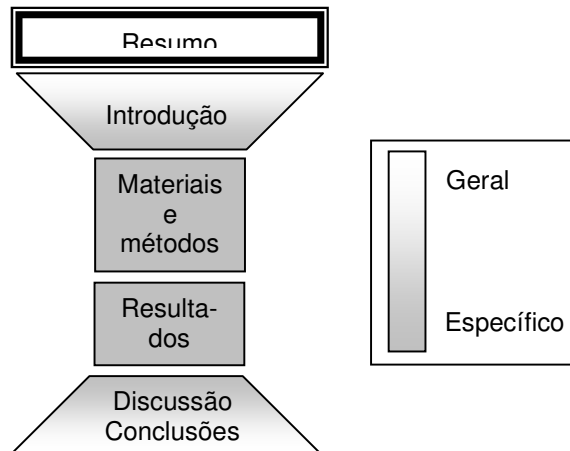 Resumo
Introdução
Materiais
e
métodos
Resulta-
dos
Discussão
Conclusões
Geral
Específico